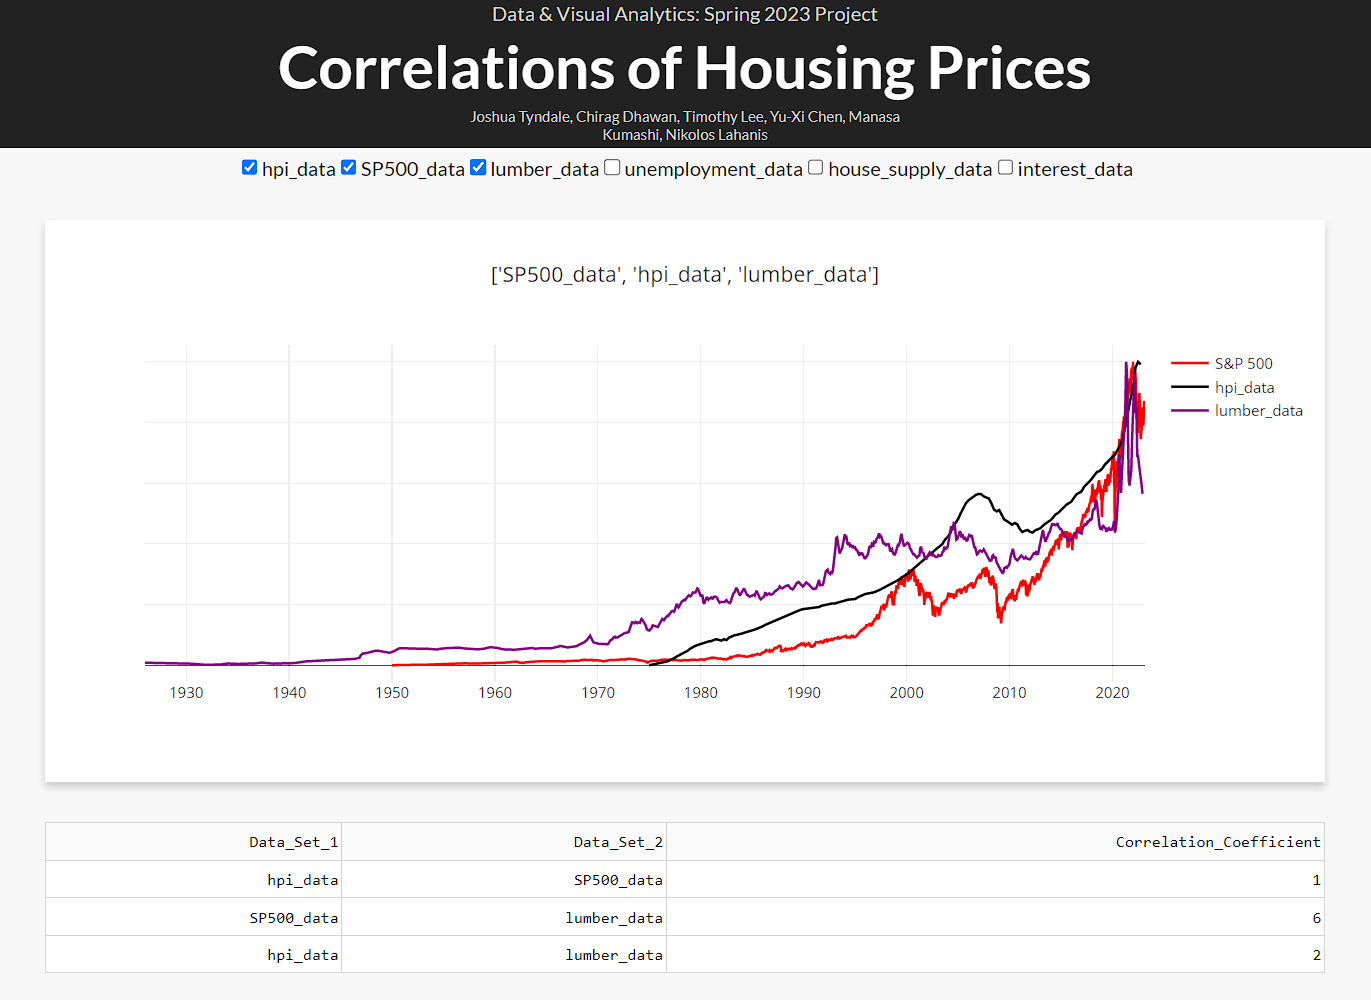 Data & Visual Analytics: Spring 2023 Project
Correlations of Housing Prices
Joshua Tyndale, Chirag Dhawan, Timothy Lee, Yu-Xi Chen, Manasa
Kumashi, Nikolos Lahanis
hpi_data SP500_data lumber_data unemployment_data house_supply_data interest_data
['SP500_data', 'hpi_data', 'lumber_data']
S&P 500
hpi_data
lumber_data
1930 1940 1950 1960 1970 1980 1990 2000 2010 2020
Data_Set_1 Data_Set_2 Correlation_Coefficient
hpi_data SP500_data 1
SP500_data lumber_data 6
hpi_data lumber_data 2